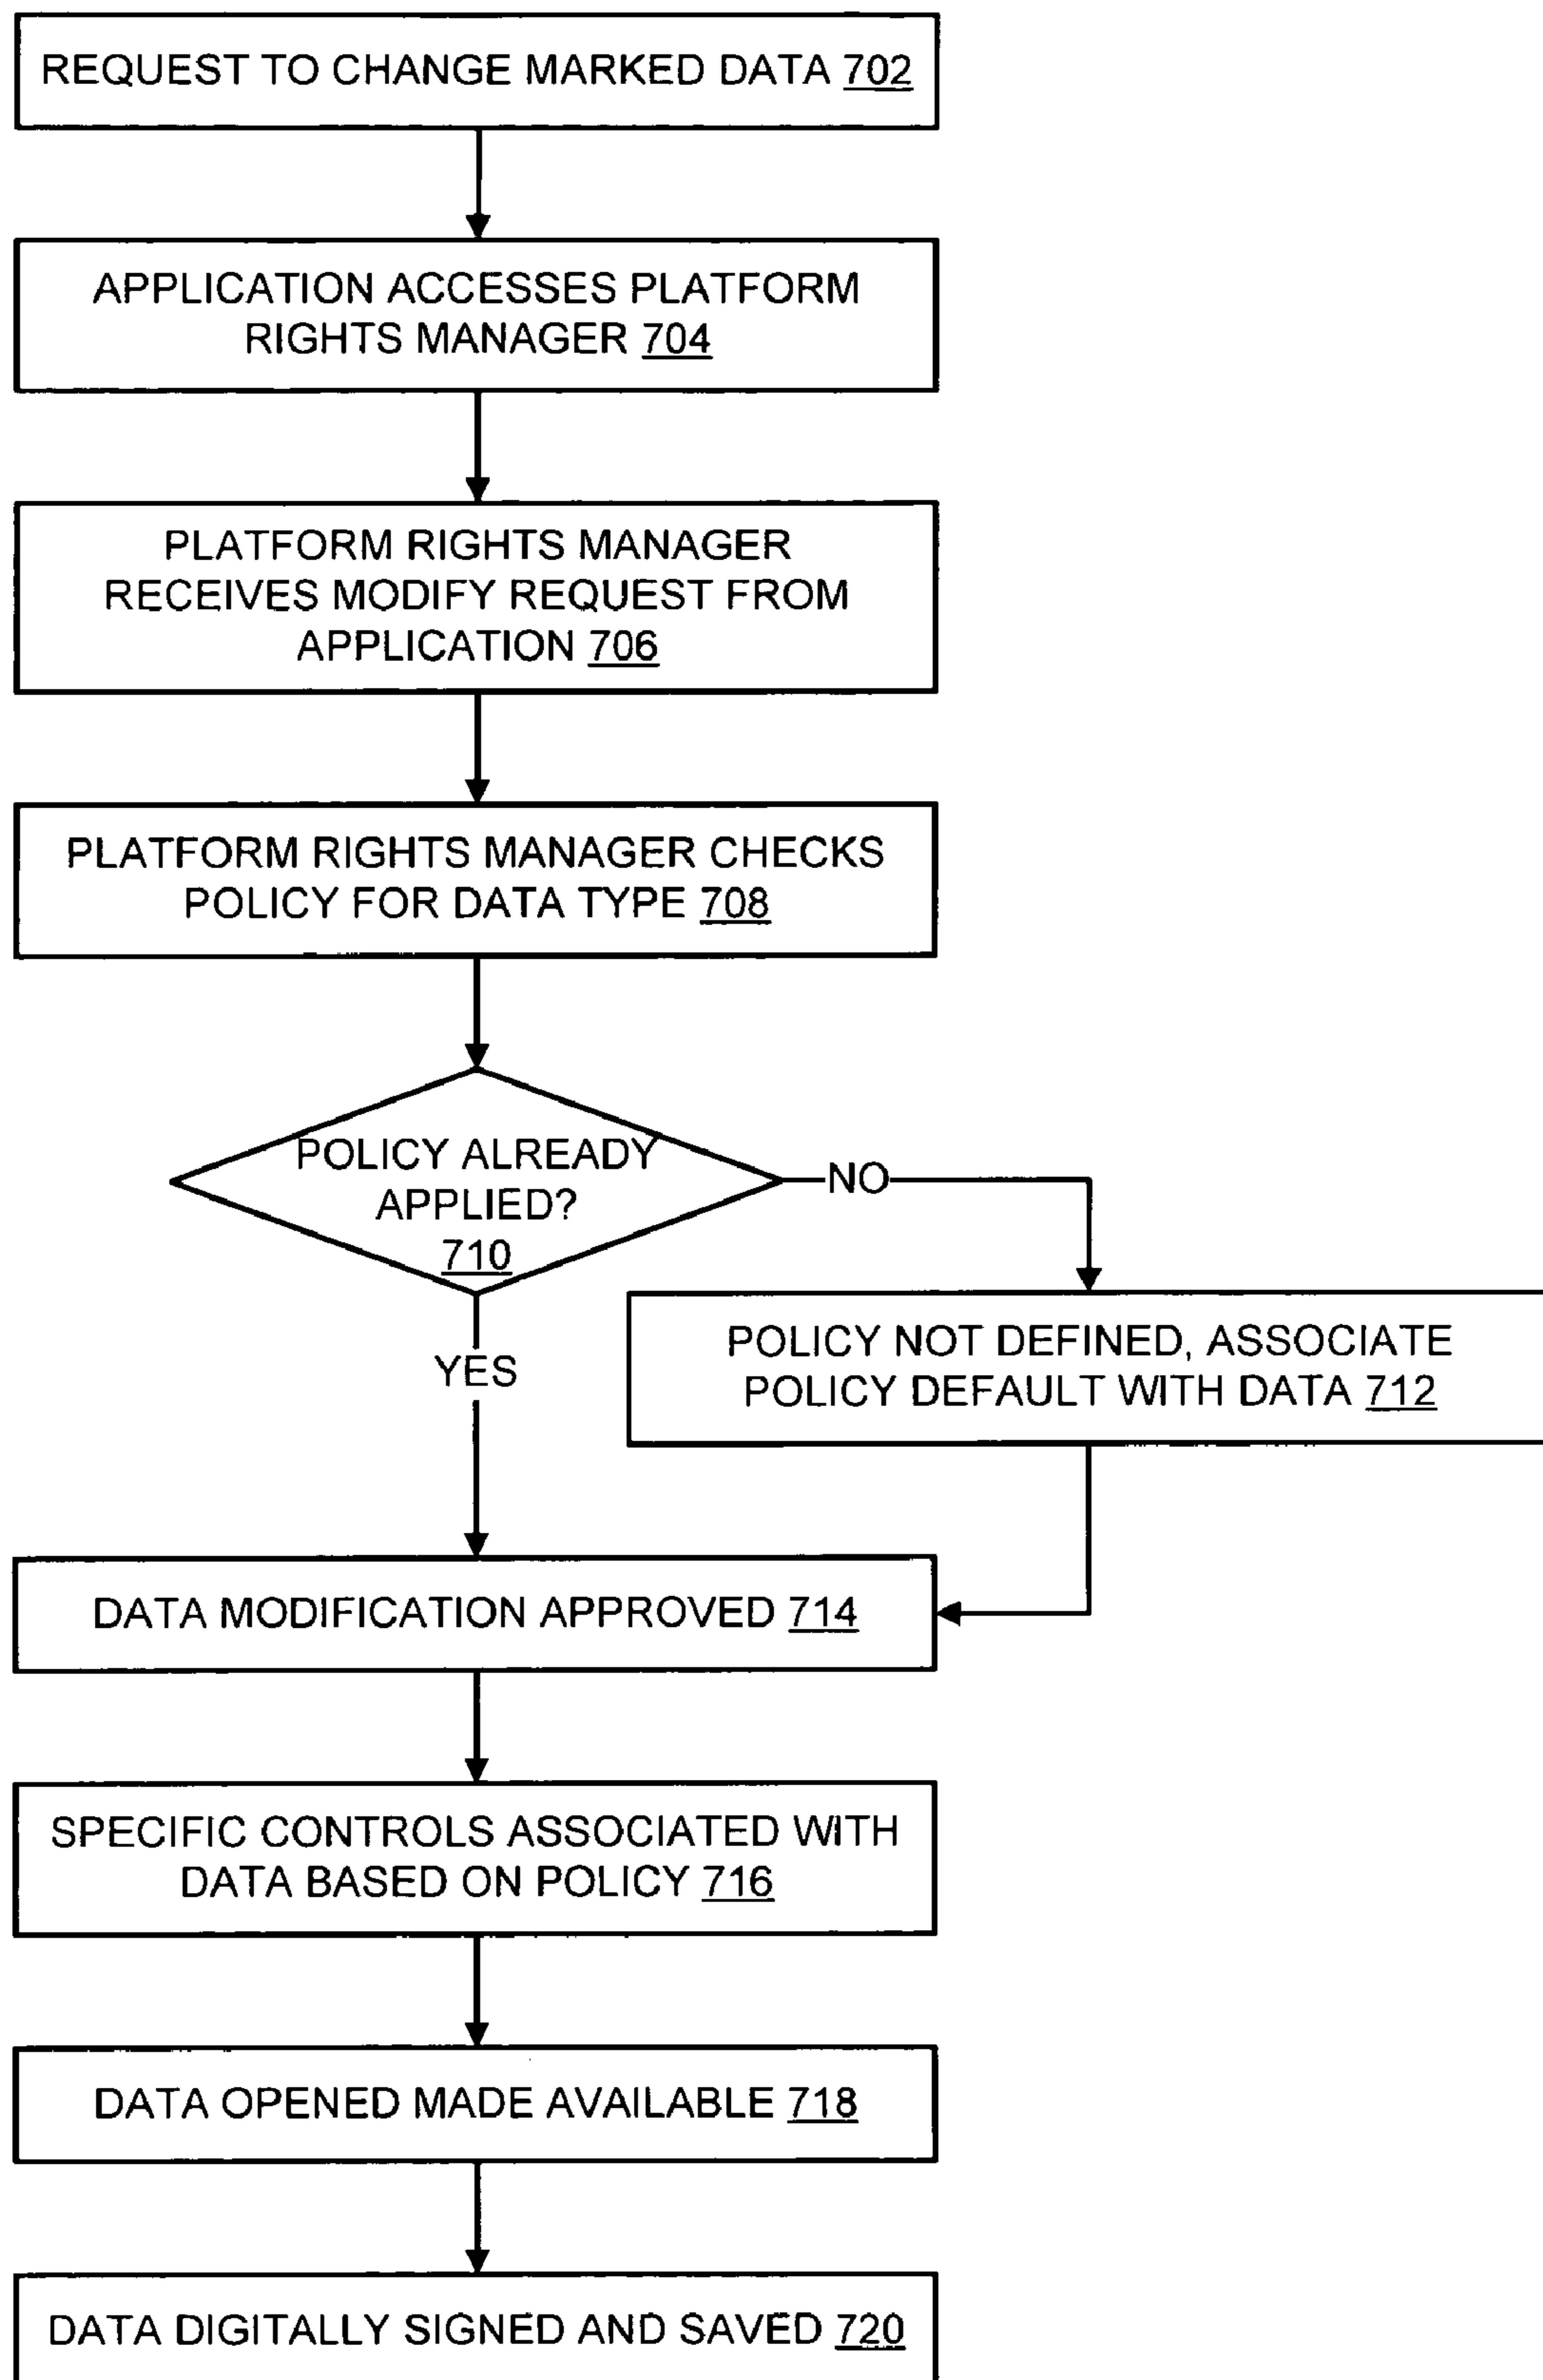 REQUEST TO CHANGE MARKED DATA 702
APPLICATION ACCESSES PLATFORM
RIGHTS MANAGER 704
PLATFORM RIGHTS MANAGER
RECEIVES MODIFY REQUEST FROM
APPLICATION 706
PLATFORM RIGHTS MANAGER CHECKS
POLICY FOR DATA TYPE 708
POLICY ALREADY
APPLIED?
710
NO
YES
POLICY NOT DEFINED, ASSOCIATE
POLICY DEFAULT WITH DATA 712
DATA MODIFICATION APPROVED 714
SPECIFIC CONTROLS ASSOCIATED WITH
DATA BASED ON POLICY 716
DATA OPENED MADE AVAILABLE 718
DATA DIGITALLY SIGNED AND SAVED 720